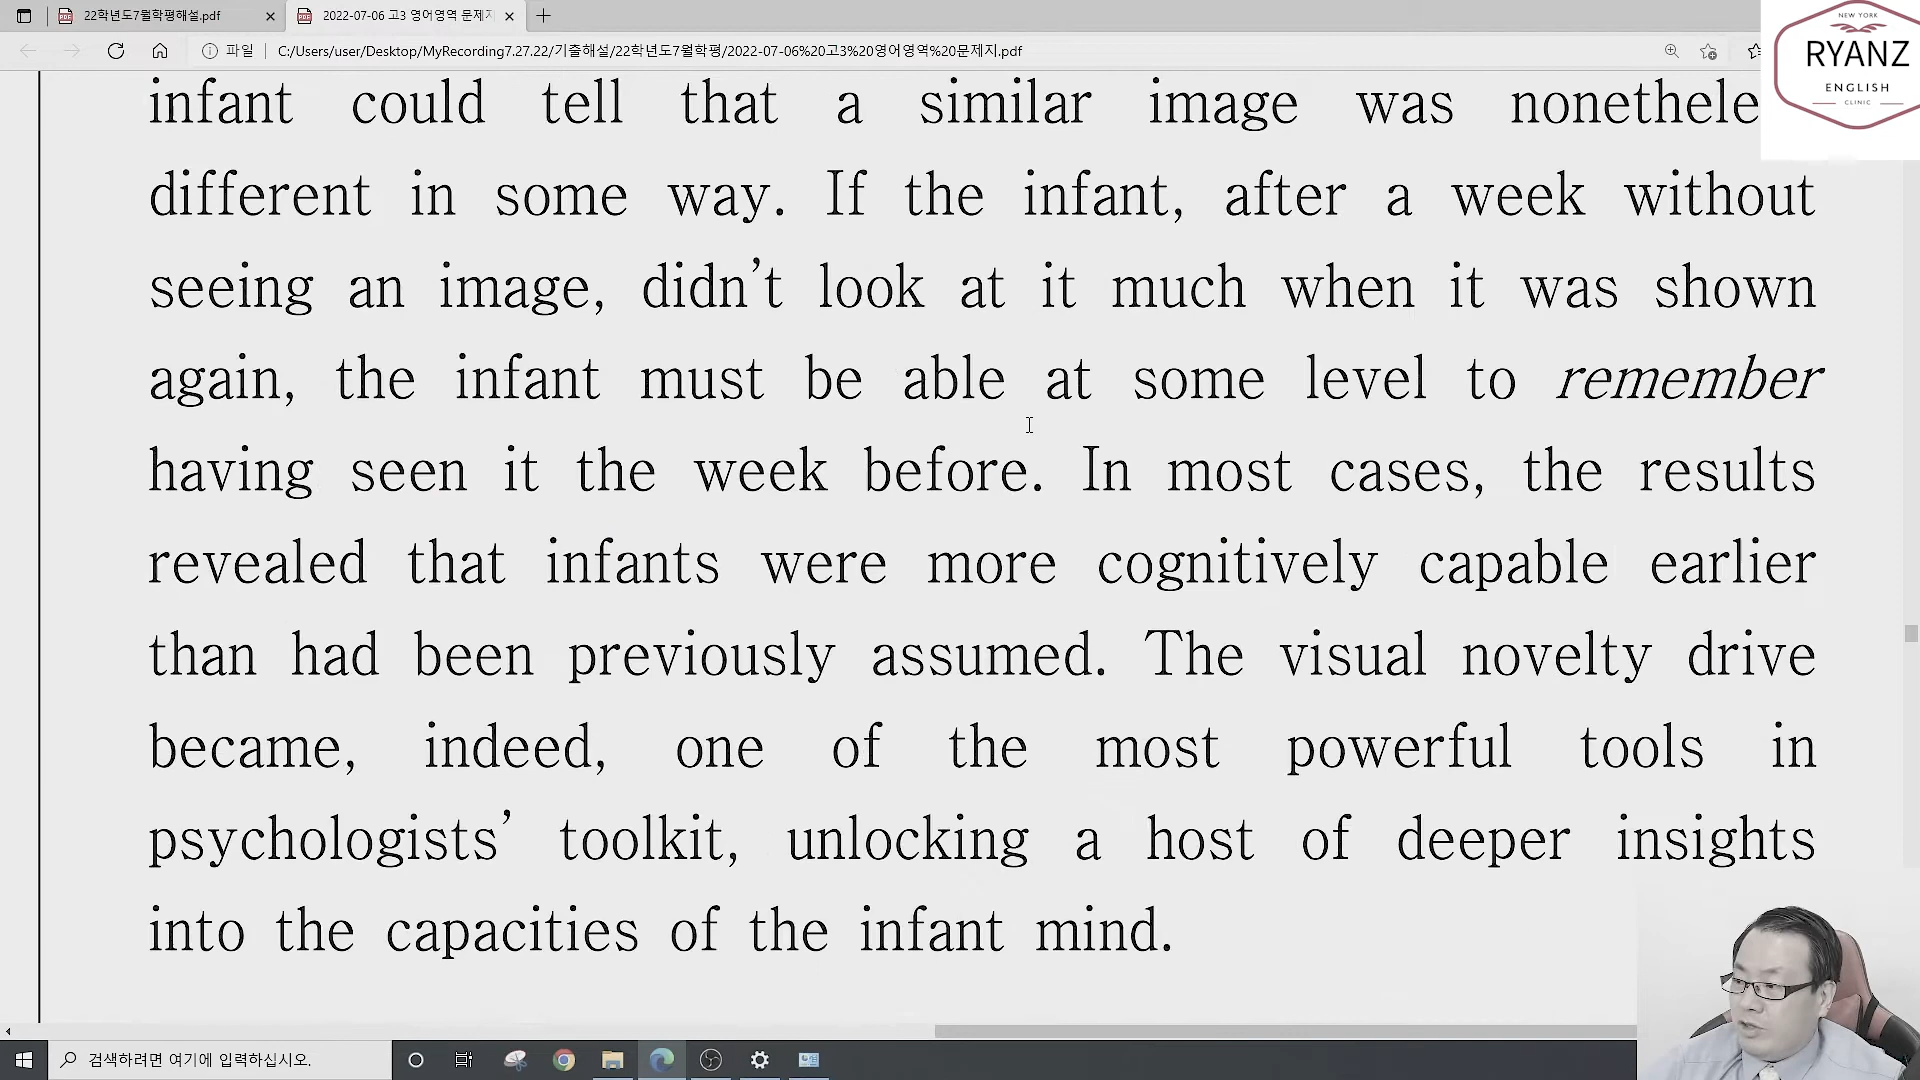 22학년도7월학평해설.pdf
2022-07-06 고3 영어영역 문제지
파일
C:/Users/user/Desktop/MyRecording7.27.22/기출해설/22학년도7월학평/2022-07-06%20고3%20영어영역%20문제지.pdf
NEW YORK
RYANZ
ENGLISH
CLINIC
infant could tell that a similar image was nonethele
different in some way. If the infant, after a week without
seeing an image, didn't look at it much when it was shown
again, the infant must be able at some level to remember
having seen it the week before. In most cases, the results
revealed that infants were more cognitively capable earlier
than had been previously assumed. The visual novelty drive
became, indeed, one of the most powerful tools in
psychologists' toolkit, unlocking a host of deeper insights
into the capacities of the infant mind.
검색하려면 여기에 입력하십시오.